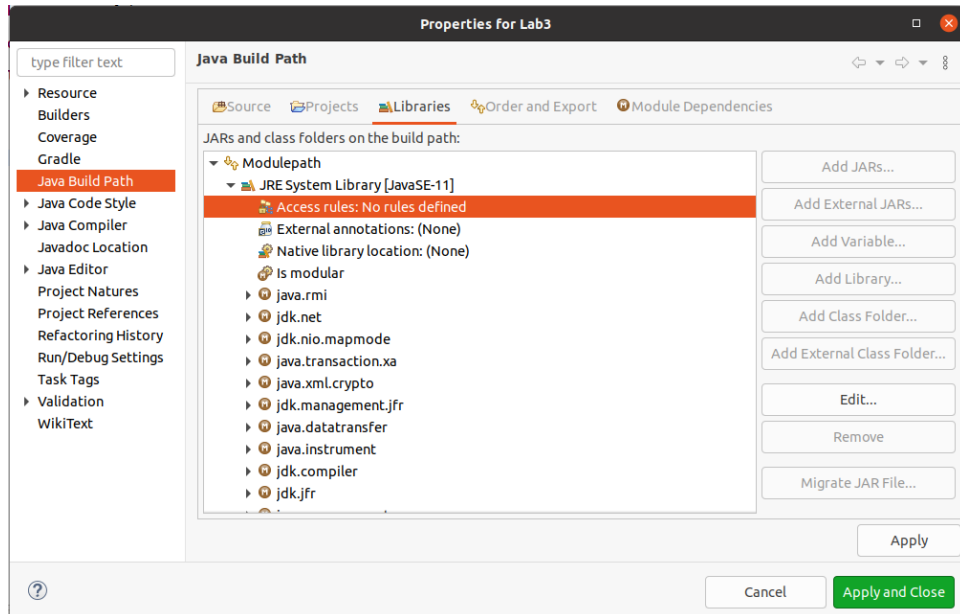 Properties for Lab3
type filter text
Resource
Builders
Coverage
Gradle
Java Build Path
Java Code Style
Java Compiler
Javadoc Location
Java Editor
Project Natures
Project References
Refactoring History
Run/Debug Settings
Task Tags
Validation
WikiText
Java Build Path
Source Projects Libraries Order and Export Module Dependencies
JARs and class folders on the build path:
Modulepath
JRE System Library [JavaSE-11]
Access rules: No rules defined
External annotations: (None)
Native library location: (None)
Is modular
java.rmi
jdk.net
jdk.nio.mapmode
java.transaction.xa
java.xml.crypto
jdk.management.jfr
java.datatransfer
java.instrument
jdk.compiler
jdk.jfr
Add JARs...
Add External JARs...
Add Variable...
Add Library...
Add Class Folder...
Add External Class Folder...
Edit...
Remove
Migrate JAR File...
Apply
Cancel
Apply and Close